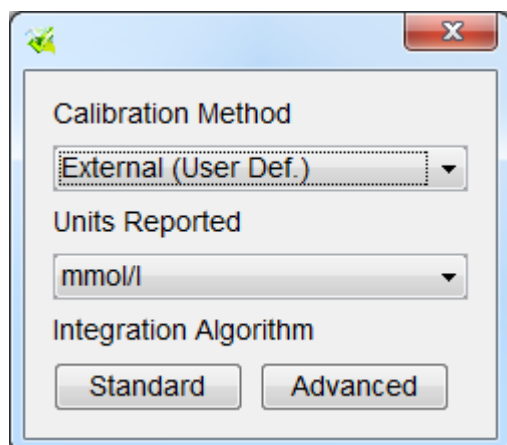 Calibration Method
External (User Def.)
Units Reported
mmol/l
Integration Algorithm
Standard Advanced